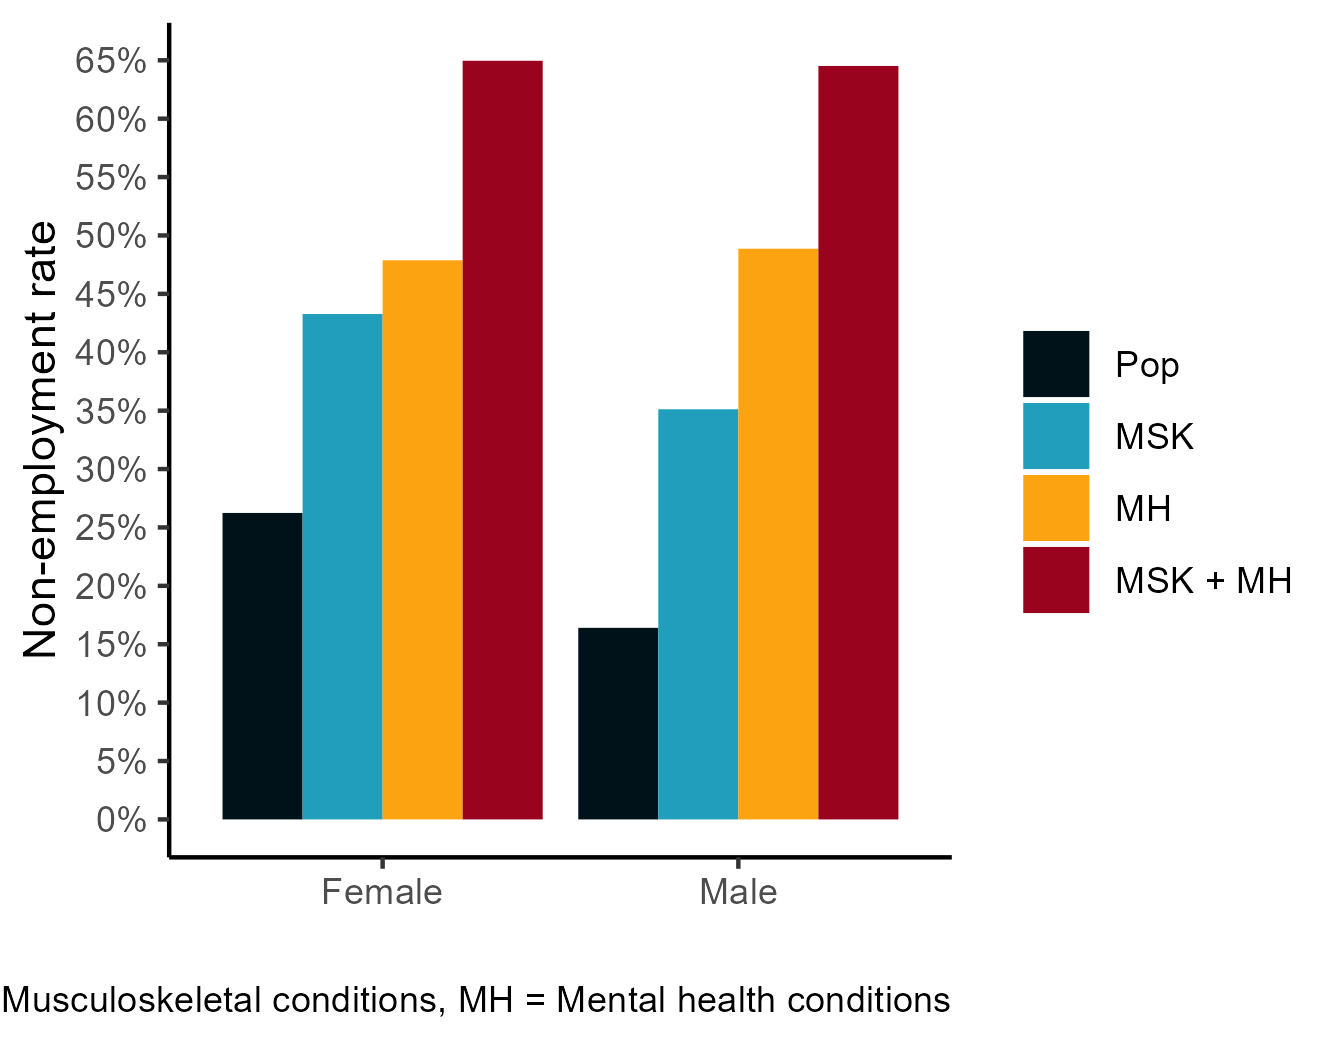 Non-employment rate
65%
60%
55%
50%
45%
40%
35%
30%
25%
20%
15%
10%
5%
0%
Female Male
Pop
MSK
MH
MSK + MH
Musculoskeletal conditions, MH = Mental health conditions